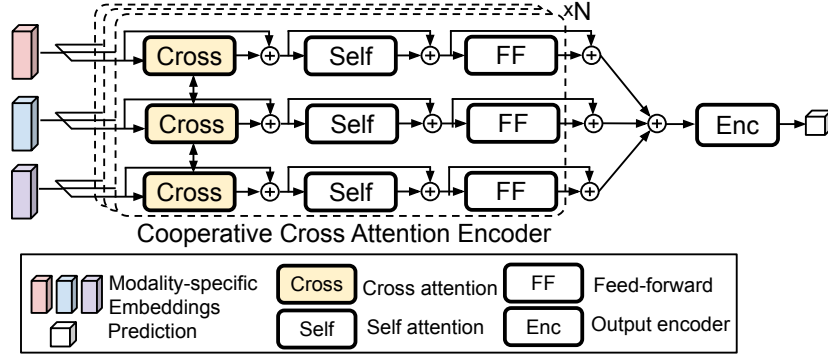 xN
Cross Self FF
Cross Self FF Enc
Cross Self FF
Cooperative Cross Attention Encoder
Modality-specific Embeddings
Prediction
Cross Cross attention
Self Self attention
FF Feed-forward
Enc Output encoder